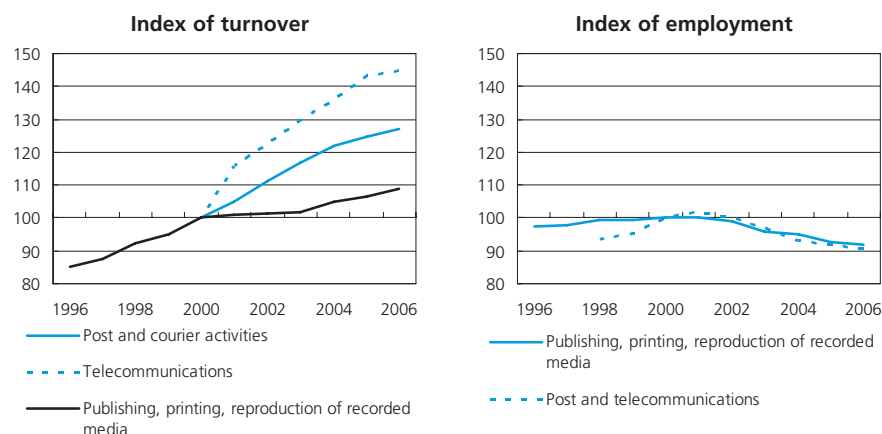 Index of turnover
150
140
130
120
110
100
90
80
1996 1998 2000 2002 2004 2006
Post and courier activities
Telecommunications
Publishing, printing, reproduction of recorded
media
Index of employment
150
140
130
120
110
100
90
80
1996 1998 2000 2002 2004 2006
Publishing, printing, reproduction of recorded
media
Post and telecommunications